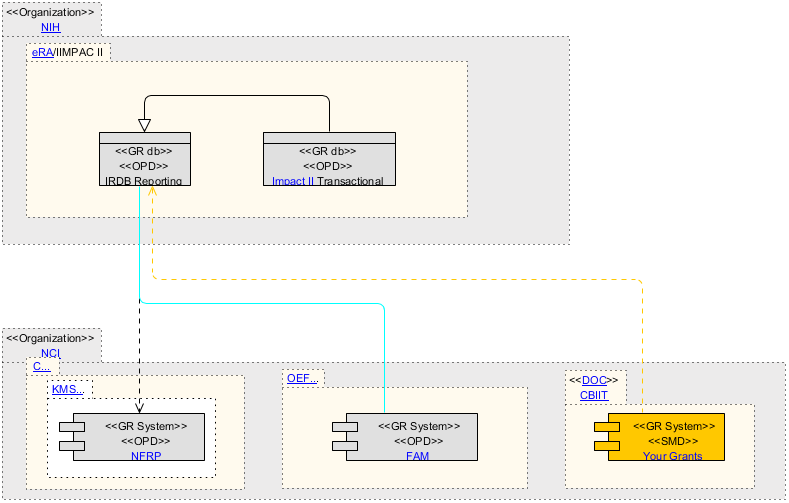 <<Organization>>
NIH
eRA/IIMPAC II
<<GR db>>
<<OPD>>
IRDB Reporting
<<GR db>>
<<OPD>>
Impact II Transactional
<<Organization>>
NCI
C...
KMS...
<<GR System>>
<<OPD>>
NFRP
OEF...
<<GR System>>
<<OPD>>
FAM
<<DOC>>
CBIIT
<<GR System>>
<<SMD>>
Your Grants